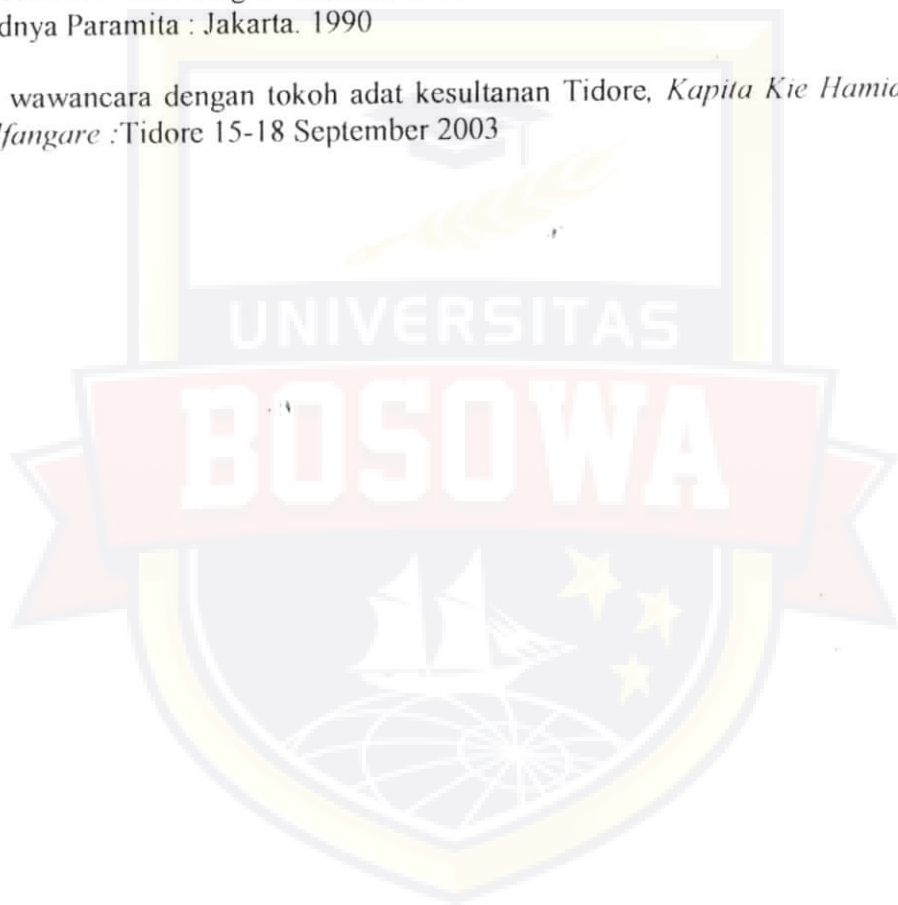 dnya Paramita : Jakarta. 1990
wawancara dengan tokoh adat kesultanan Tidore, Kapita Kie Hamid
fangare :Tidore 15-18 September 2003
UNIVERSITAS
BOSOWA